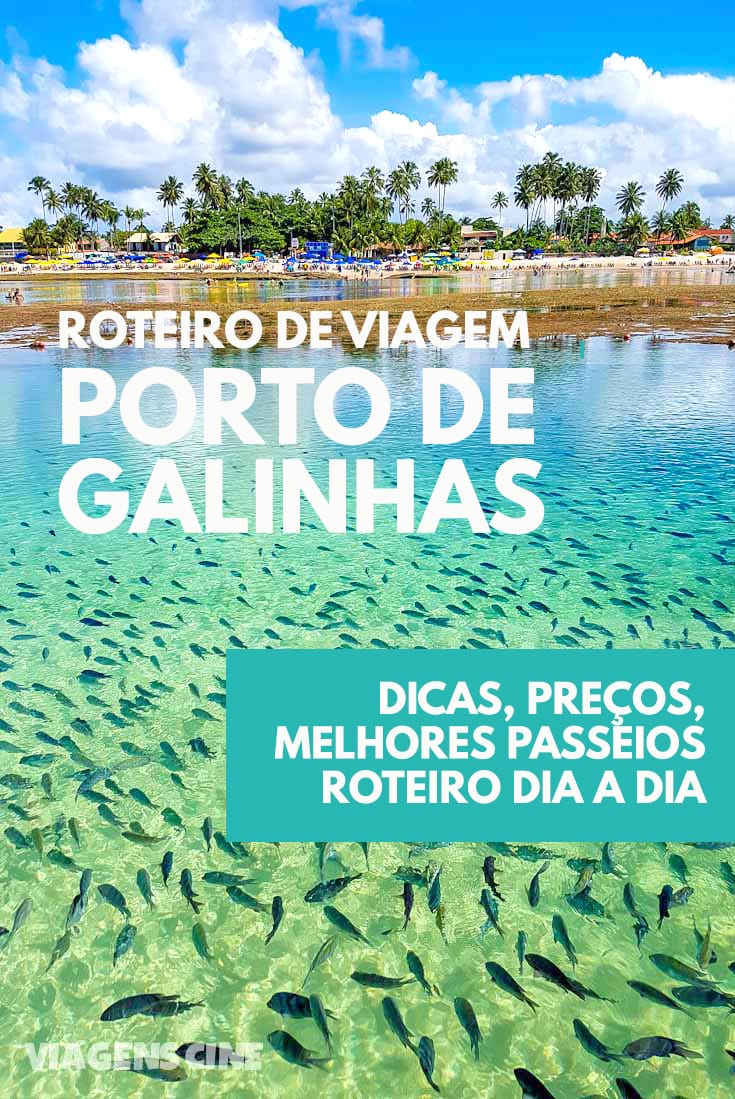 ROTEIRO DE VIAGEM
PORTO DE
GALINHAS
DICAS, PREÇOS,
MELHORES PASSEIOS
ROTEIRO DIA A DIA
VIAGENS CINE